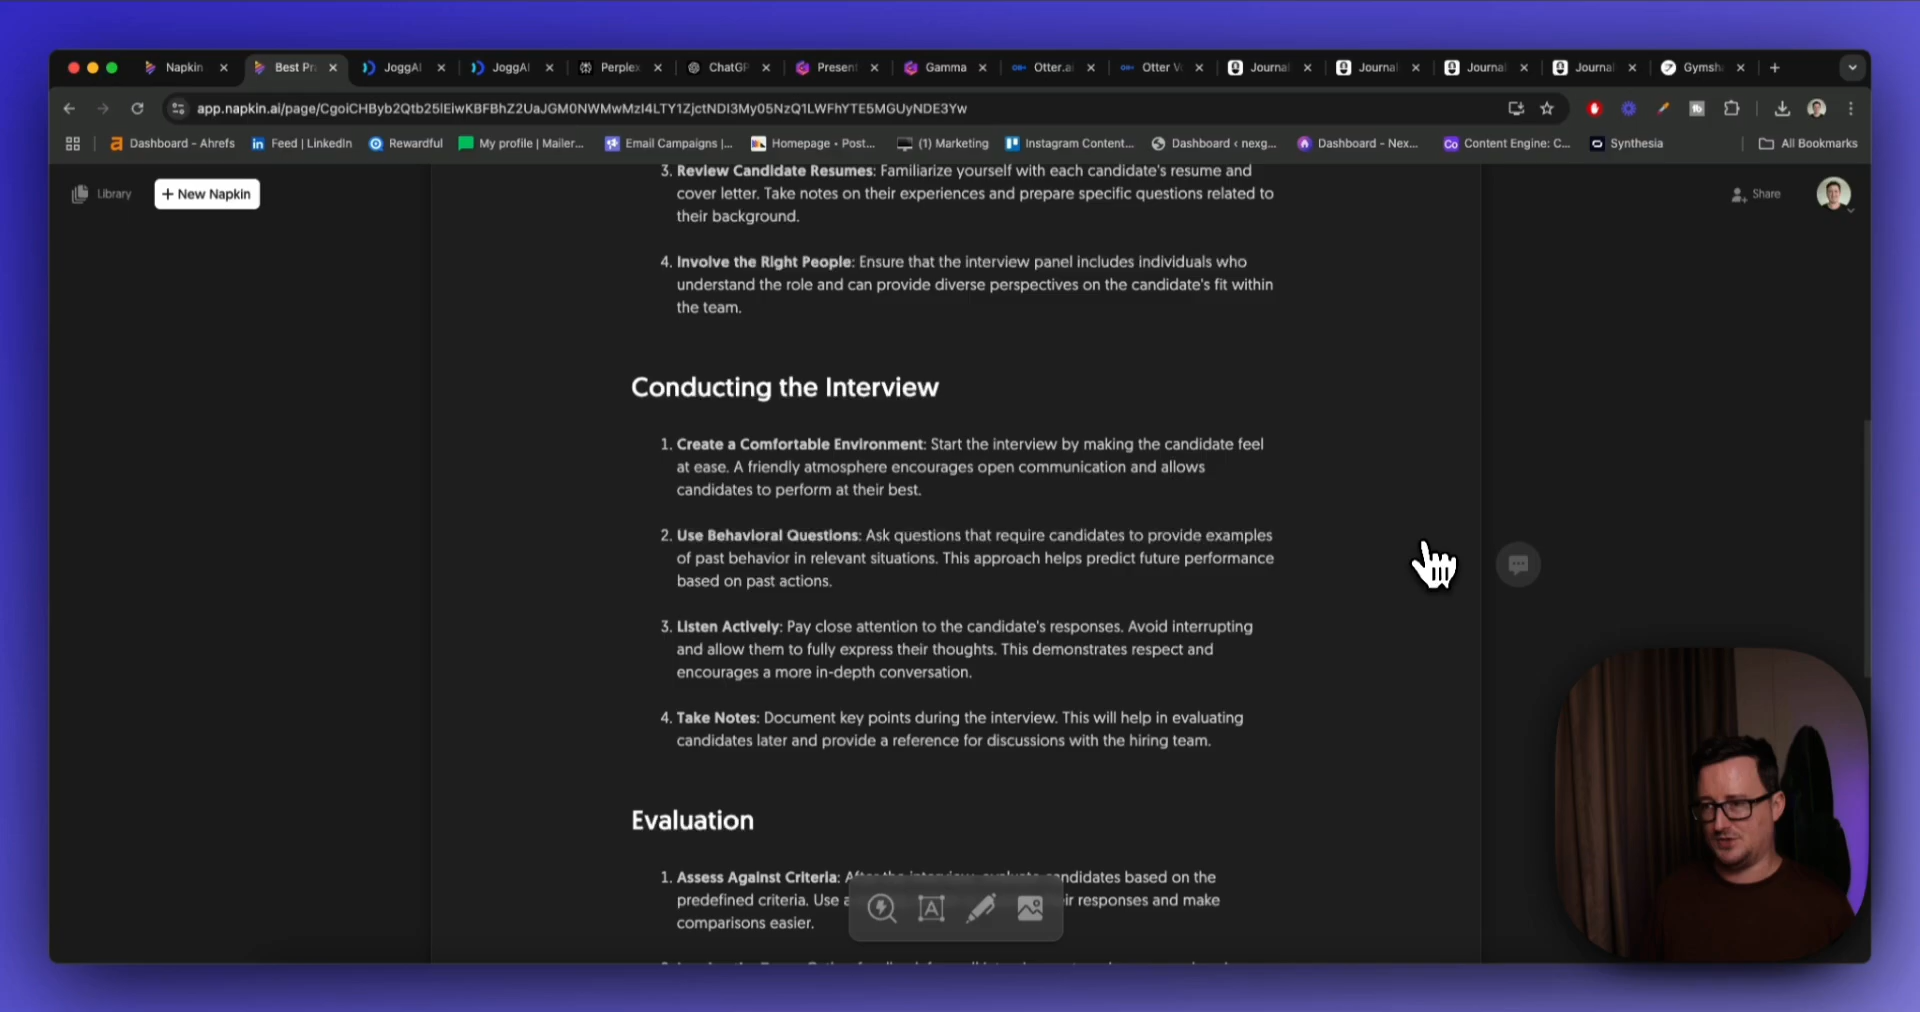 Napkin
Best Pr
JoggAI
JoggAI
Perplex
ChatGP
Present
Gamma
Otter.ai
Otter V
Journal
Journal
Journal
Journal
Gymsh
app.napkin.ai/page/
Dashboard - Ahrefs
Feed | LinkedIn
Rewardful
My profile | Mailer...
Email Campaigns |...
Homepage • Post...
(1) Marketing
Instagram Content...
Dashboard ‹ nexg...
Dashboard - Nex...
Content Engine: C...
Synthesia
All Bookmarks
Library
+ New Napkin
Share
3. Review Candidate Resumes: Familiarize yourself with each candidate's resume and
cover letter. Take notes on their experiences and prepare specific questions related to
their background.
4. Involve the Right People: Ensure that the interview panel includes individuals who
understand the role and can provide diverse perspectives on the candidate's fit within
the team.
Conducting the Interview
1. Create a Comfortable Environment: Start the interview by making the candidate feel
at ease. A friendly atmosphere encourages open communication and allows
candidates to perform at their best.
2. Use Behavioral Questions: Ask questions that require candidates to provide examples
of past behavior in relevant situations. This approach helps predict future performance
based on past actions.
3. Listen Actively: Pay close attention to the candidate's responses. Avoid interrupting
and allow them to fully express their thoughts. This demonstrates respect and
encourages a more in-depth conversation.
4. Take Notes: Document key points during the interview. This will help in evaluating
candidates later and provide a reference for discussions with the hiring team.
Evaluation
1. Assess Against Criteria: After the interview, evaluate candidates based on the
predefined criteria. Use a ir responses and make
comparisons easier.